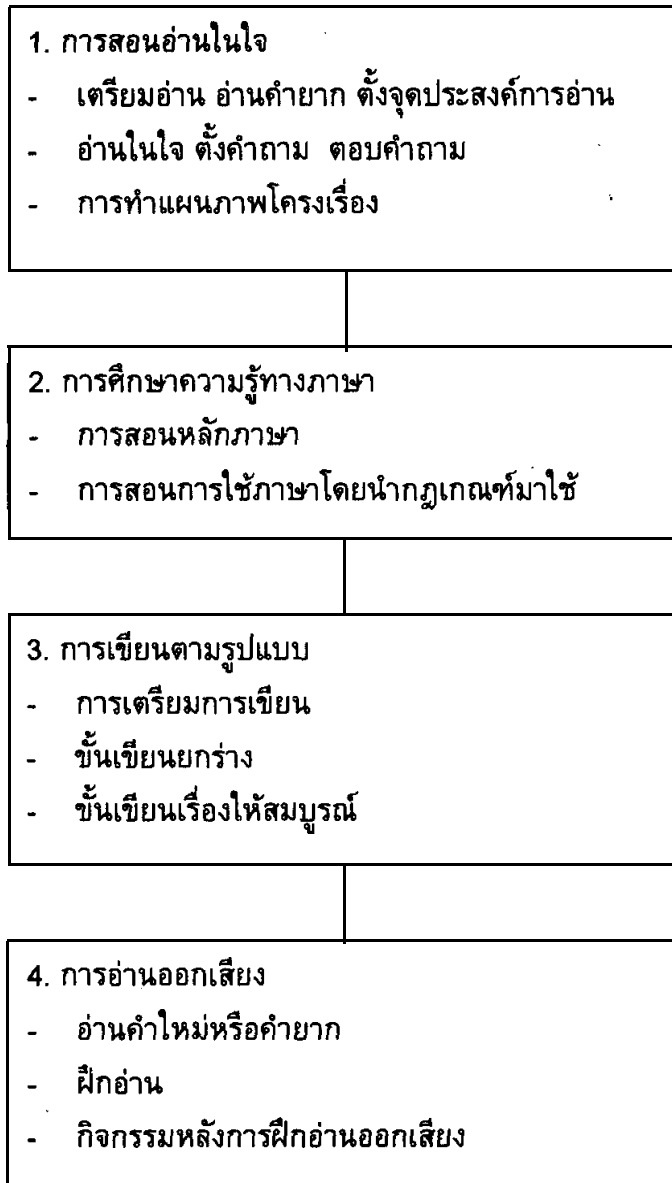 1. การสอนอ่านในใจ
- เตรียมอ่าน อ่านคำยาก ตั้งจุดประสงค์การอ่าน
- อ่านในใจ ตั้งคำถาม ตอบคำถาม
- การทำแผนภาพโครงเรื่อง
2. การศึกษาความรู้ทางภาษา
- การสอนหลักภาษา
- การสอนการใช้ภาษาโดยนำกฎเกณฑ์มาใช้
3. การเขียนตามรูปแบบ
- การเตรียมการเขียน
- ขั้นเขียนยกร่าง
- ขั้นเขียนเรื่องให้สมบูรณ์
4. การอ่านออกเสียง
- อ่านคำใหม่หรือคำยาก
- ฝึกอ่าน
- กิจกรรมหลังการฝึกอ่านออกเสียง